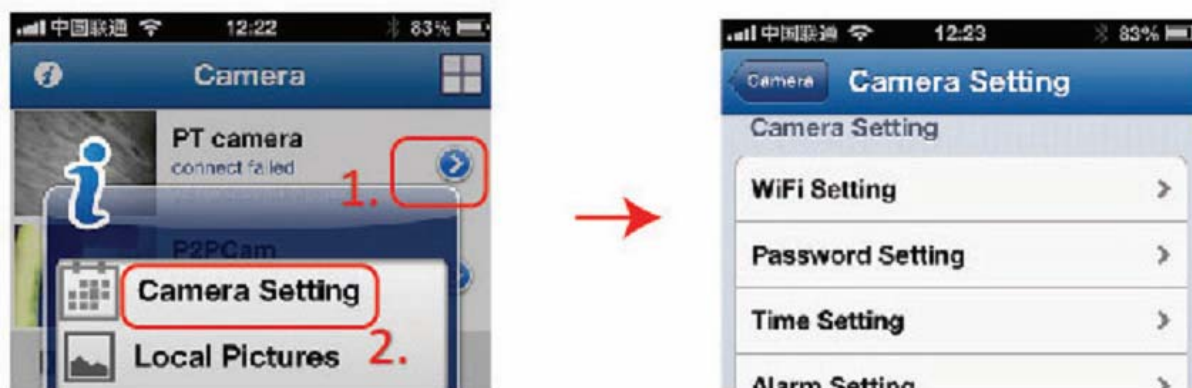 中国联通 12:22 83%
Camera
PT camera
connect failed
1.
P2PCam
Camera Setting
2.
Local Pictures
中国联通 12:23 83%
Camera Camera Setting
Camera Setting
WiFi Setting
Password Setting
Time Setting
Alarm Setting